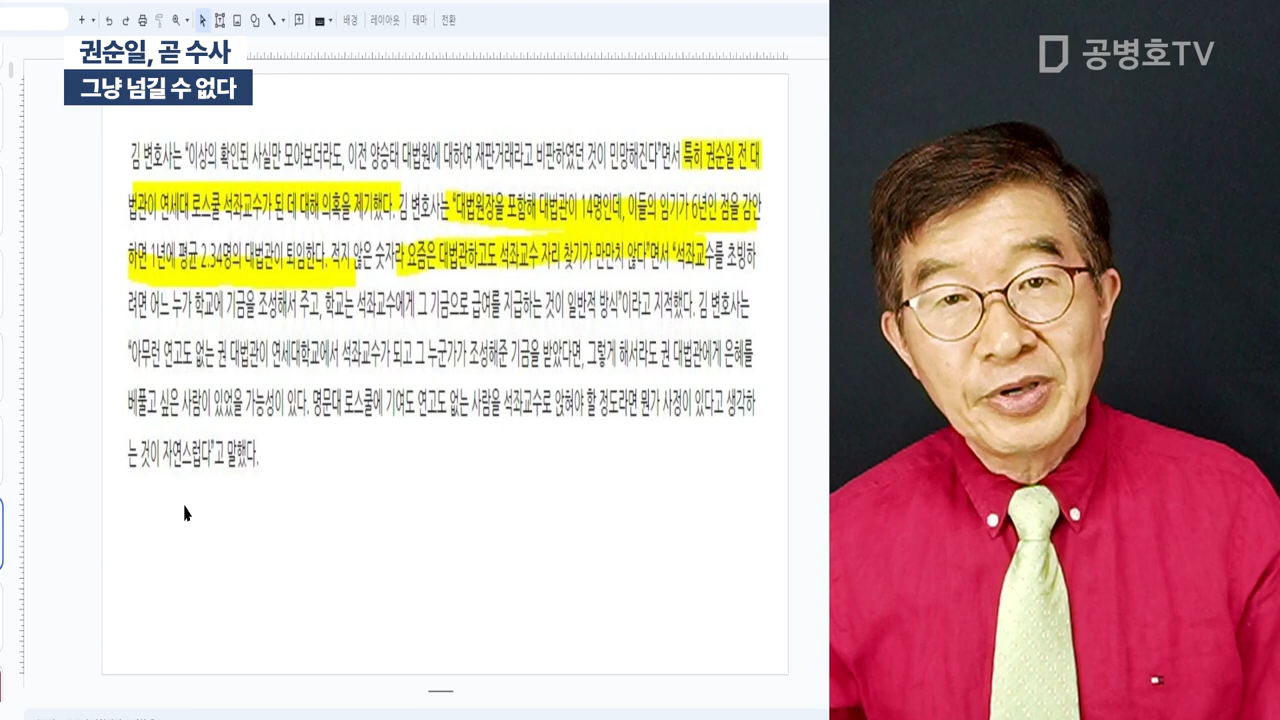 배경 레이아웃 테마 전환
권순일, 곧 수사
그냥 넘길 수 없다
공병호TV
김 변호사는 “이상의 확인된 사실만 모아보더라도, 이전 양승태 대법원에 대하여 재판거래라고 비판하였던 것이 민망해진다”면서 특히 권순일 전 대
법관이 연세대 로스쿨 석좌교수가 된 데 대해 의혹을 제기했다. 김 변호사는 “대법원장을 포함해 대법관이 14명인데, 이들의 임기가 6년인 점을 감안
하면 1년에 평균 2.34명의 대법관이 퇴임한다. 적지 않은 숫자라 요즘은 대법관하고도 석좌교수 자리 찾기가 만만치 않다”면서 “석좌교수를 초빙하
려면 어느 누가 학교에 기금을 조성해서 주고, 학교는 석좌교수에게 그 기금으로 급여를 지급하는 것이 일반적 방식”이라고 지적했다. 김 변호사는
“아무런 연고도 없는 권 대법관이 연세대학교에서 석좌교수가 되고 그 누군가가 조성해준 기금을 받았다면, 그렇게 해서라도 권 대법관에게 은혜를
베풀고 싶은 사람이 있었을 가능성이 있다. 명문대 로스쿨에 기여도 연고도 없는 사람을 석좌교수로 앉혀야 할 정도라면 뭔가 사정이 있다고 생각하
는 것이 자연스럽다”고 말했다.